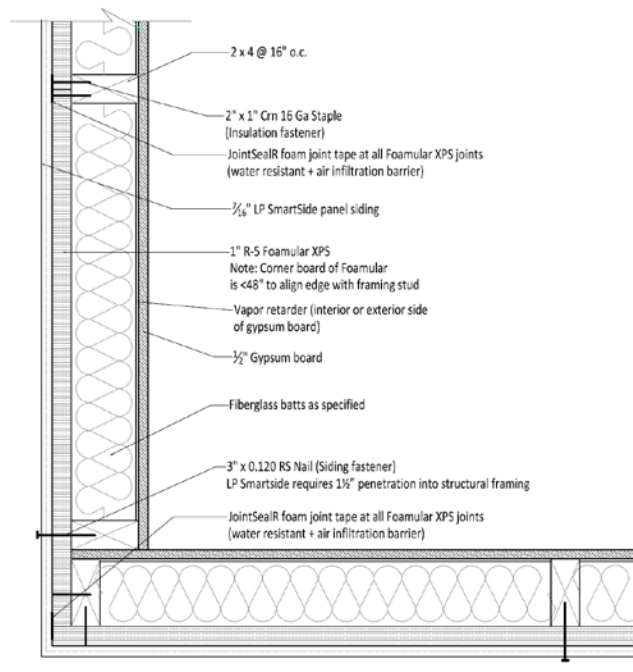 2 x 4 @ 16" o.c.
2" x 1" Crn 16 Ga Staple
(Insulation fastener)
JointSealR foam joint tape at all Foamular XPS joints
(water resistant + air infiltration barrier)
7/16" LP SmartSide panel siding
1" R-5 Foamular XPS
Note: Corner board of Foamular
is <48" to align edge with framing stud
Vapor retarder (interior or exterior side
of gypsum board)
1/2" Gypsum board
Fiberglass batts as specified
3" x 0.120 RS Nail (Siding fastener)
LP Smartside requires 1½" penetration into structural framing
JointSealR foam joint tape at all Foamular XPS joints
(water resistant + air infiltration barrier)